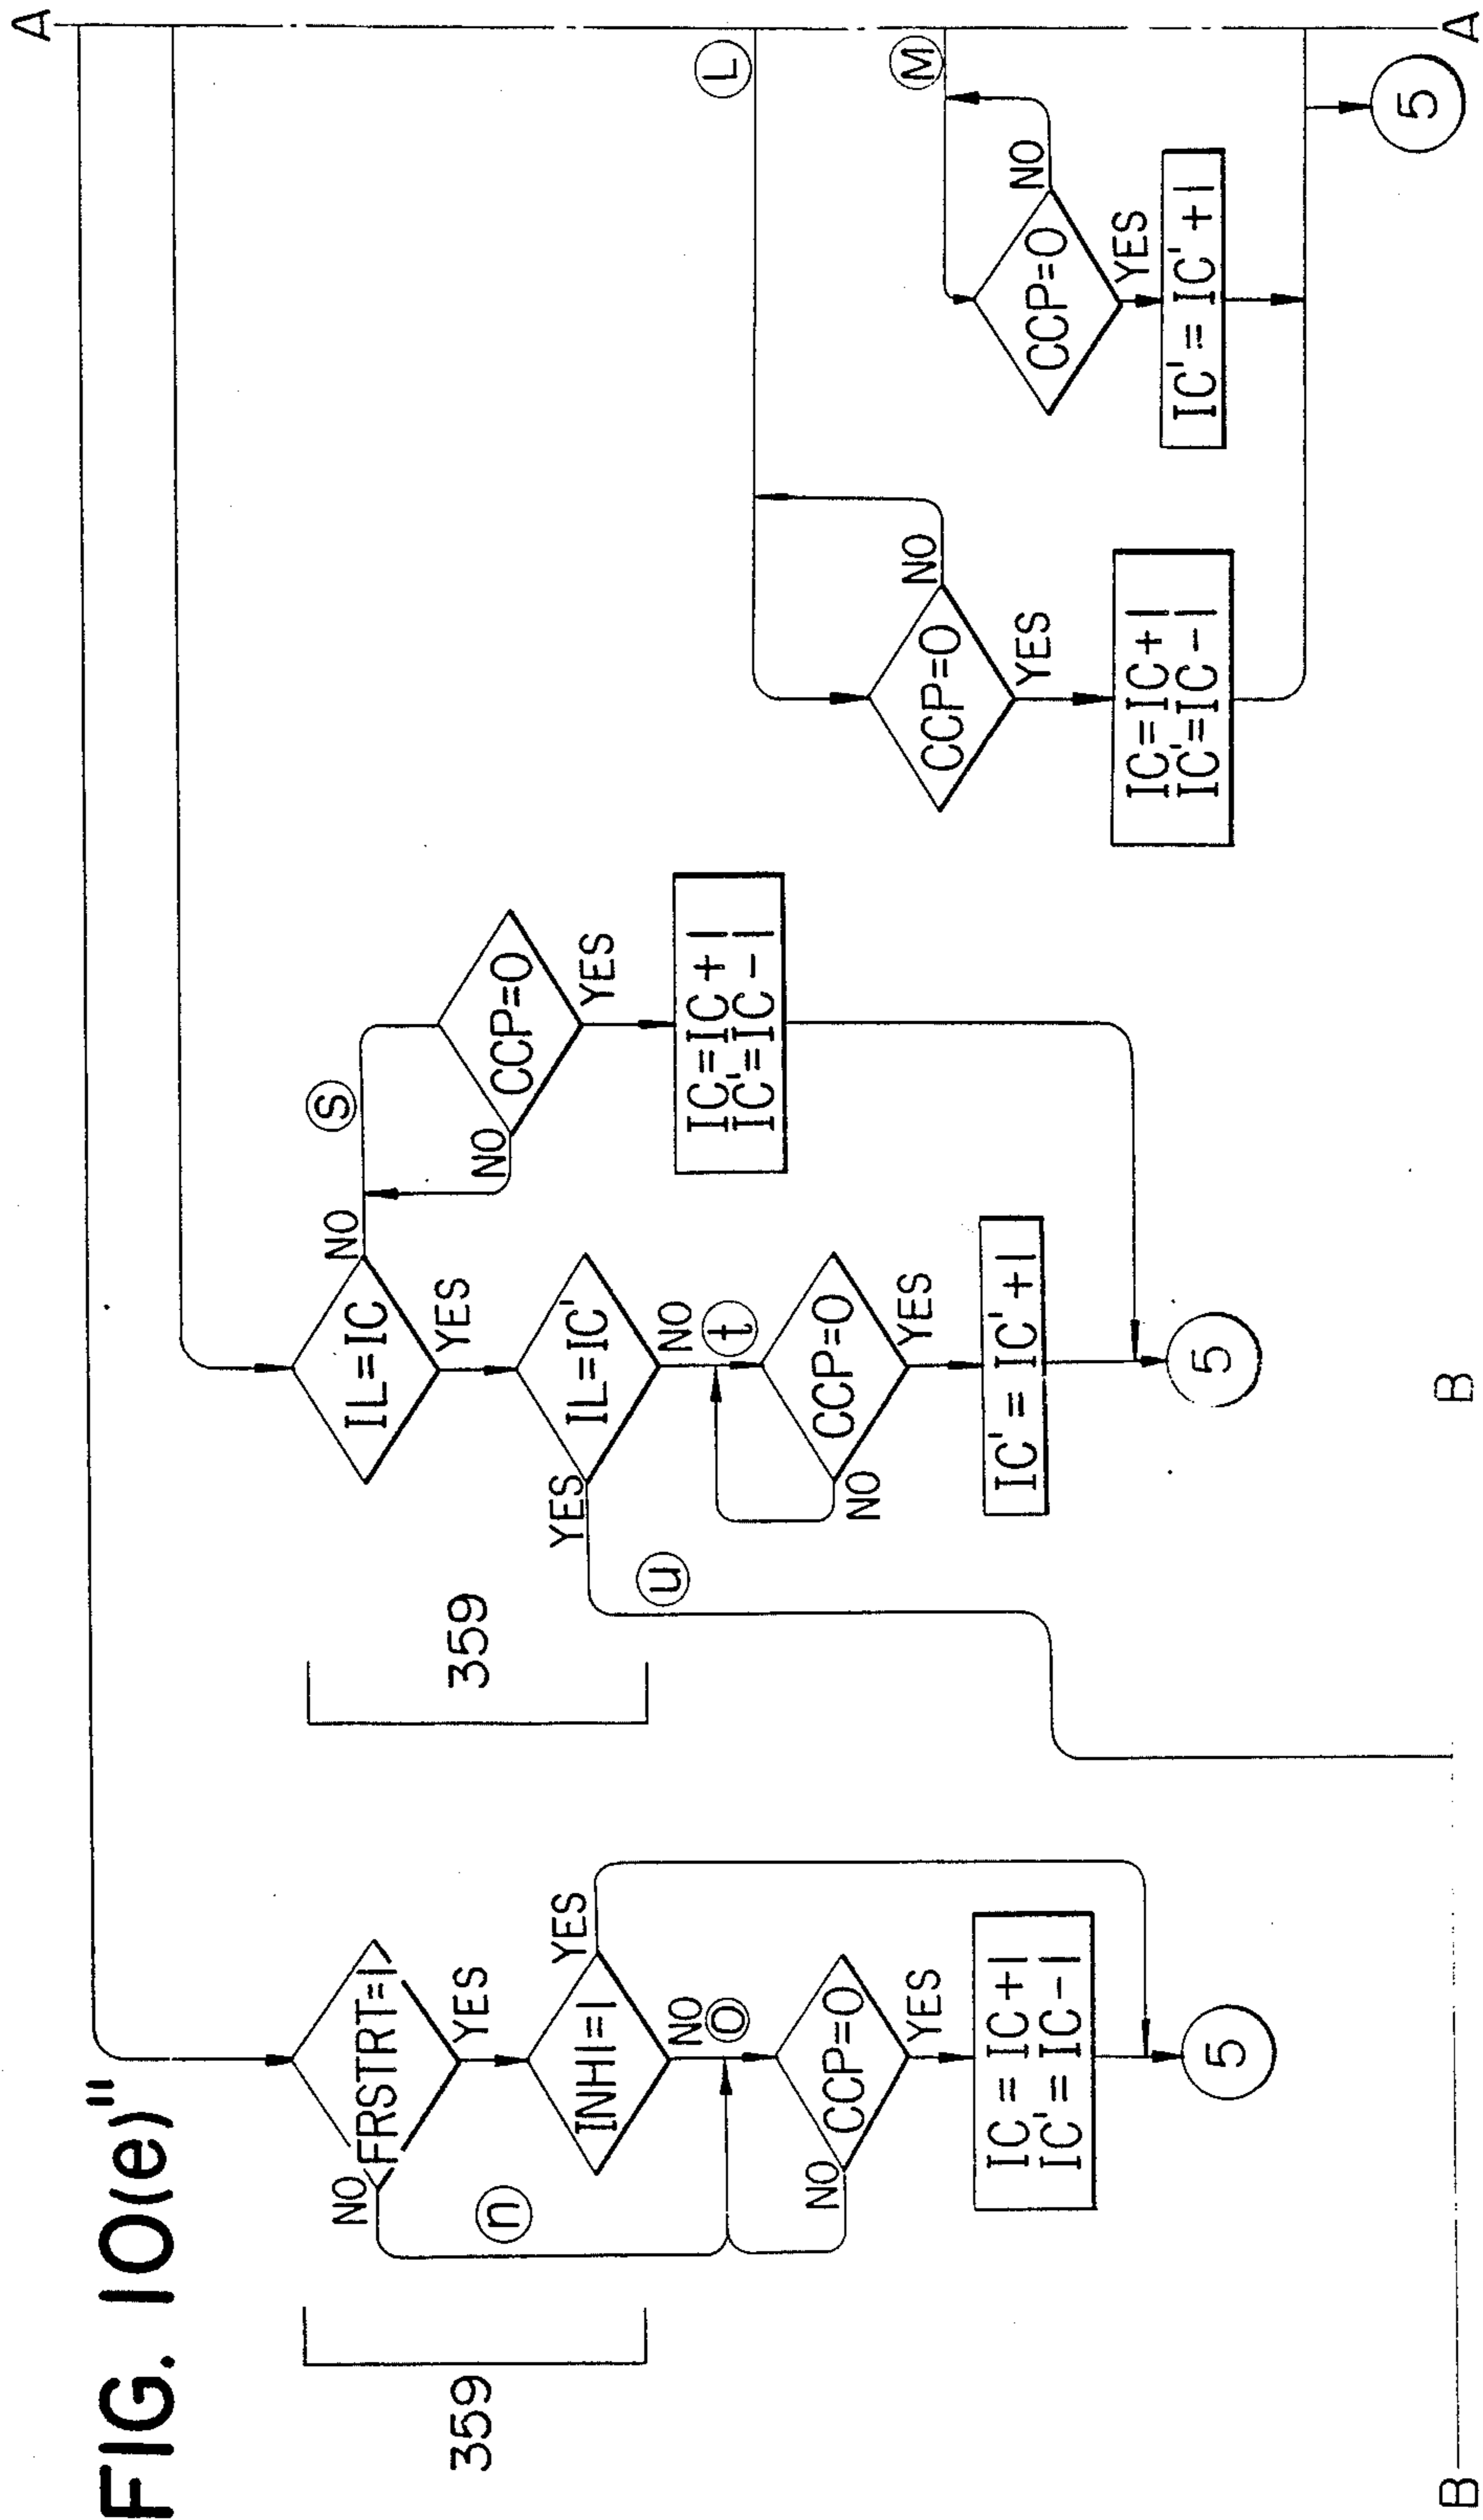 FIG. 10(e)"
A
359
NO
FRSTRT=1
YES
n
INHI=1
YES
NO
O
CCP=0
NO
YES
IC=IC+1
IC'=IC-1
5
359
IL=IC
NO
YES
IL=IC'
YES
NO
u
t
CCP=0
NO
YES
IC'=IC'+1
5
S
CCP=0
NO
YES
IC=IC+1
IC'=IC-1
L
CCP=0
NO
YES
IC=IC+1
IC'=IC-1
M
CCP=0
NO
YES
IC'=IC'+1
5
B
B
A